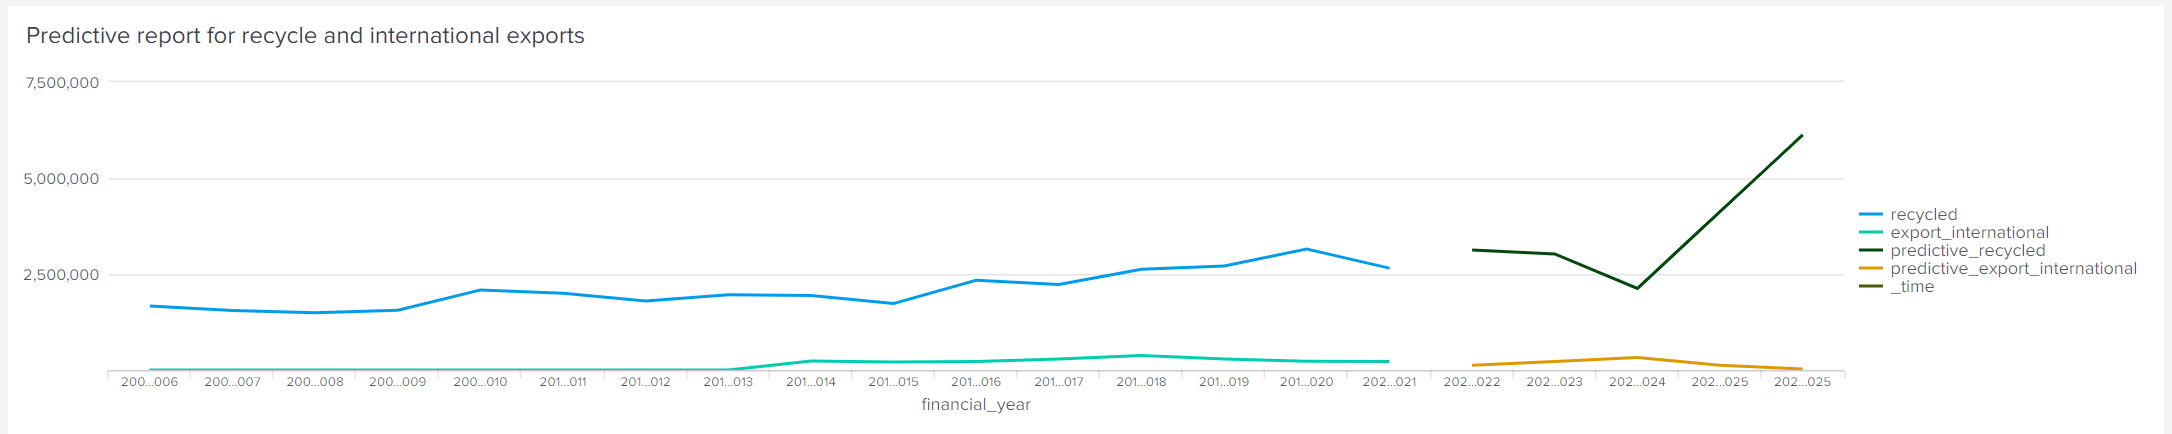 Predictive report for recycle and international exports
7,500,000
5,000,000
2,500,000
200...006 200...007 200...008 200...009 200...010 201...011 201...012 201...013 201...014 201...015 201...016 201...017 201...018 201...019 201...020 202...021 202...022 202...023 202...024 202...025 202...025
financial_year
recycled
export_international
predictive_recycled
predictive_export_international
_time